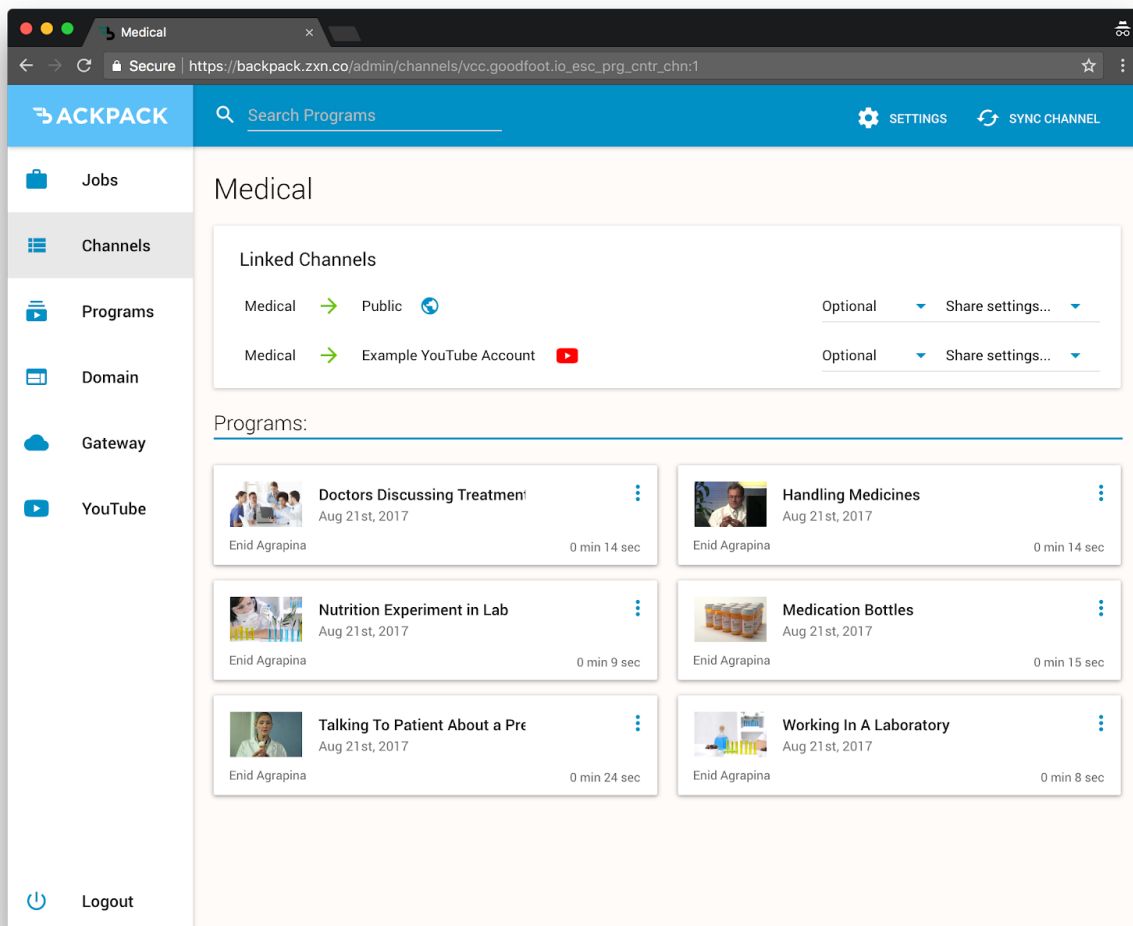 Medical
Secure https://backpack.zxn.co/admin/channels/vcc.goodfoot.io_esc_prg_cntr_chn:1
BACKPACK
Search Programs
SETTINGS
SYNC CHANNEL
Jobs
Channels
Programs
Domain
Gateway
YouTube
Logout
Medical
Linked Channels
Medical Public Optional Share settings...
Medical Example YouTube Account Optional Share settings...
Programs:
Doctors Discussing Treatment
Aug 21st, 2017
Enid Agrapina 0 min 14 sec
Handling Medicines
Aug 21st, 2017
Enid Agrapina 0 min 14 sec
Nutrition Experiment in Lab
Aug 21st, 2017
Enid Agrapina 0 min 9 sec
Medication Bottles
Aug 21st, 2017
Enid Agrapina 0 min 15 sec
Talking To Patient About a Pre
Aug 21st, 2017
Enid Agrapina 0 min 24 sec
Working In A Laboratory
Aug 21st, 2017
Enid Agrapina 0 min 8 sec